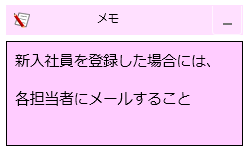 メモ
新入社員を登録した場合には、
各担当者にメールすること